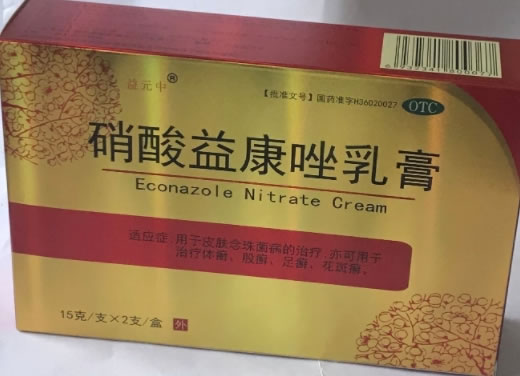 益元中®
【批准文号】国药准字H36020027
OTC
硝酸益康唑乳膏
Econazole Nitrate Cream
适应症:用于皮肤念珠菌病的治疗;亦可用于
治疗体癣、股癣、足癣、花斑癣。
15克/支×2支/盒
外